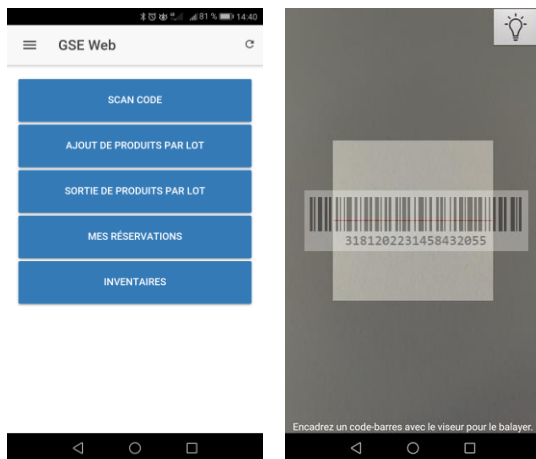 81 % 14:40
GSE Web
SCAN CODE
AJOUT DE PRODUITS PAR LOT
SORTIE DE PRODUITS PAR LOT
MES RÉSERVATIONS
INVENTAIRES
3181202231458432055
Encadrez un code-barres avec le viseur pour le balayer.